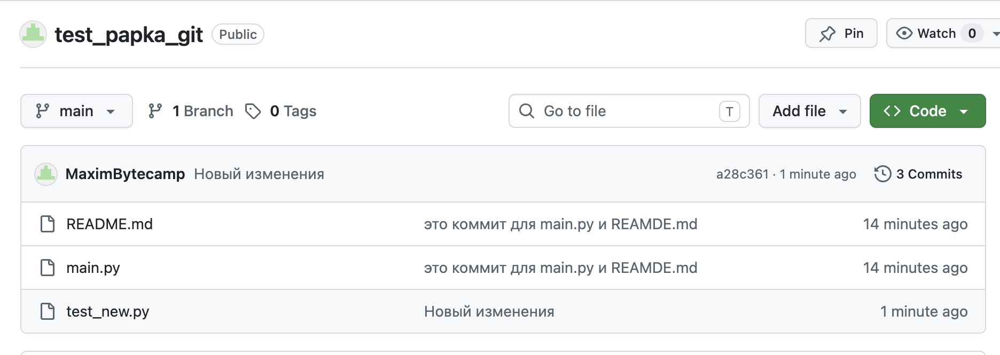 test_papka_git Public Pin Watch 0
main 1 Branch 0 Tags Go to file T Add file Code
MaximBytecamp Новый изменения a28c361 · 1 minute ago 3 Commits
README.md это коммит для main.py и REAMDE.md 14 minutes ago
main.py это коммит для main.py и REAMDE.md 14 minutes ago
test_new.py Новый изменения 1 minute ago